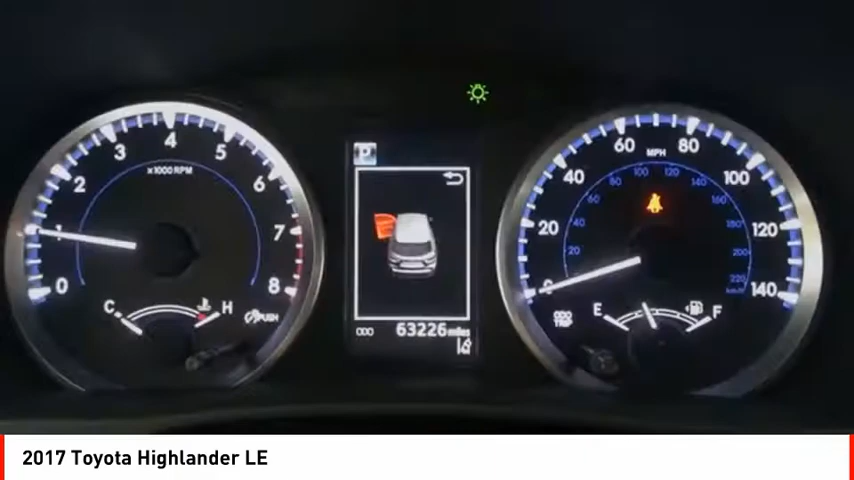 0 1 2 3 4 5 6 7 8
x1000 RPM
C H
PUSH
P
ODO 63226 miles
0 20 40 60 80 100 120 140
MPH
20 40 60 80 100 120 140 160 180 200 220
km/h
ODO
TRIP
E F
2017 Toyota Highlander LE